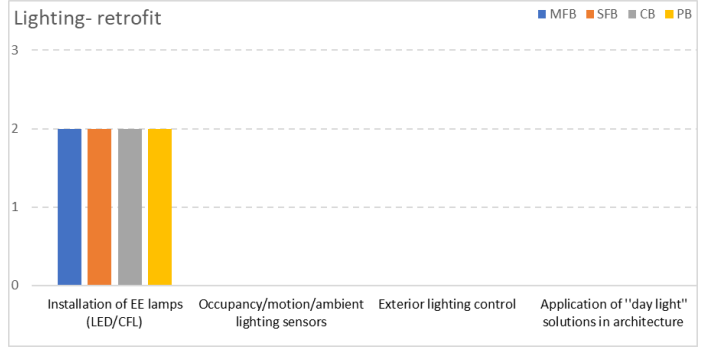 Lighting- retrofit
MFB SFB CB PB
3
2
1
0
Installation of EE lamps
(LED/CFL)
Occupancy/motion/ambient
lighting sensors
Exterior lighting control
Application of "day light"
solutions in architecture